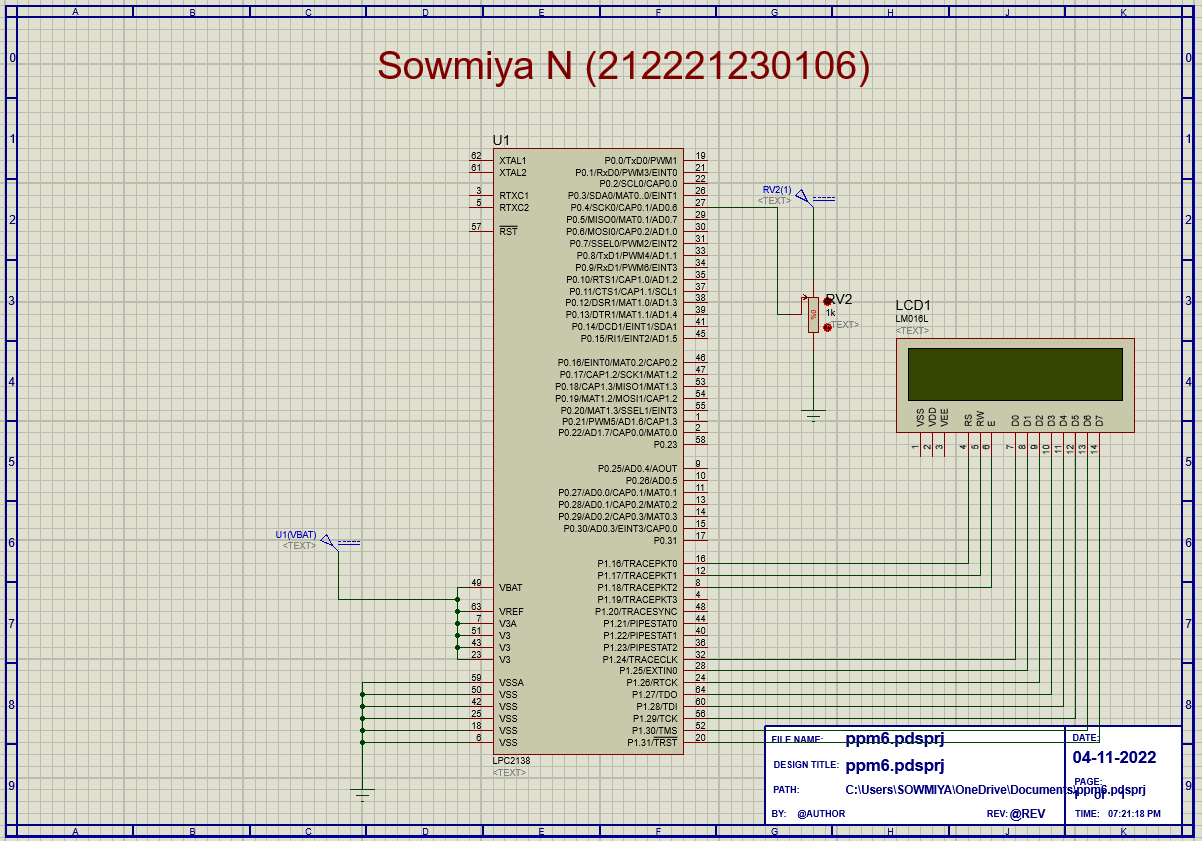 A B C D E F G H J K
0 0
Sowmiya N (212221230106)
1 1
U1
62 XTAL1 P0.0/TxD0/PWM1 19
61 XTAL2 P0.1/RxD0/PWM3/EINT0 21
P0.2/SCL0/CAP0.0 22
3 RTXC1 P0.3/SDA0/MAT0..0/EINT1 26
5 RTXC2 P0.4/SCK0/CAP0.1/AD0.6 27
P0.5/MISO0/MAT0.1/AD0.7 29
57 RST P0.6/MOSI0/CAP0.2/AD1.0 30
P0.7/SSEL0/PWM2/EINT2 31
P0.8/TxD1/PWM4/AD1.1 33
P0.9/RxD1/PWM6/EINT3 34
P0.10/RTS1/CAP1.0/AD1.2 35
P0.11/CTS1/CAP1.1/SCL1 37
P0.12/DSR1/MAT1.0/AD1.3 38
P0.13/DTR1/MAT1.1/AD1.4 39
P0.14/DCD1/EINT1/SDA1 41
P0.15/RI1/EINT2/AD1.5 45
P0.16/EINT0/MAT0.2/CAP0.2 46
P0.17/CAP1.2/SCK1/MAT1.2 47
P0.18/CAP1.3/MISO1/MAT1.3 53
P0.19/MAT1.2/MOSI1/CAP1.2 54
P0.20/MAT1.3/SSEL1/EINT3 55
P0.21/PWM5/AD1.6/CAP1.3 1
P0.22/AD1.7/CAP0.0/MAT0.0 2
P0.23 58
P0.25/AD0.4/AOUT 9
P0.26/AD0.5 10
P0.27/AD0.0/CAP0.1/MAT0.1 11
P0.28/AD0.1/CAP0.2/MAT0.2 13
P0.29/AD0.2/CAP0.3/MAT0.3 14
P0.30/AD0.3/EINT3/CAP0.0 15
P0.31 17
P1.16/TRACEPKT0 16
P1.17/TRACEPKT1 12
49 VBAT P1.18/TRACEPKT2 8
P1.19/TRACEPKT3 4
63 VREF P1.20/TRACESYNC 48
7 V3A P1.21/PIPESTAT0 44
51 V3 P1.22/PIPESTAT1 40
43 V3 P1.23/PIPESTAT2 36
23 V3 P1.24/TRACECLK 32
P1.25/EXTIN0 28
59 VSSA P1.26/RTCK 24
50 VSS P1.27/TDO 64
42 VSS P1.28/TDI 60
25 VSS P1.29/TCK 56
18 VSS P1.30/TMS 52
6 VSS P1.31/TRST 20
LPC2138
<TEXT>
RV2(1)
<TEXT>
2 2
3 3
RV2
1k
<TEXT>
LCD1
LM016L
<TEXT>
4 4
VSS VDD VEE RS RW E D0 D1 D2 D3 D4 D5 D6 D7
1 2 3 4 5 6 7 8 9 10 11 12 13 14
5 5
U1(VBAT)
<TEXT>
6 6
7 7
8 8
9 9
FILE NAME: ppm6.pdsprj
DATE:
04-11-2022
DESIGN TITLE: ppm6.pdsprj
PAGE:
PATH: C:\Users\SOWMIYA\OneDrive\Documents\ppm6.pdsprj
BY: @AUTHOR REV: @REV
TIME: 07:21:18 PM
A B C D E F G H J K